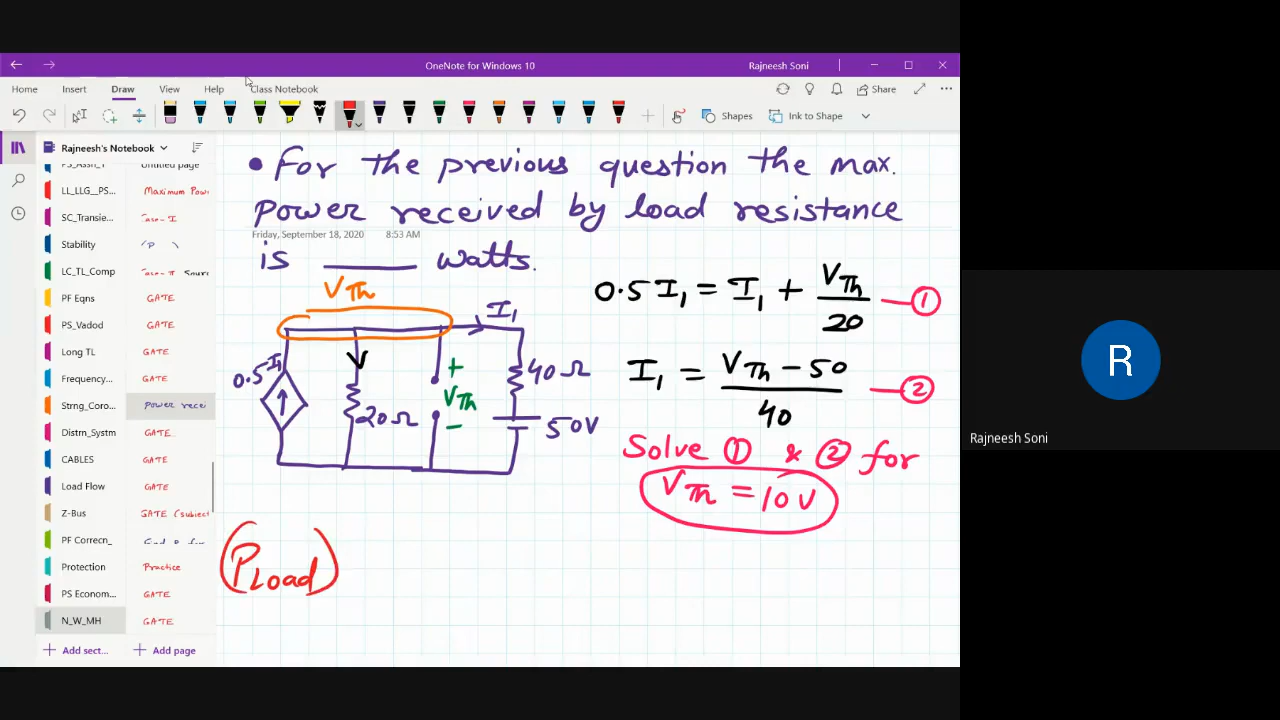 OneNote for Windows 10
Rajneesh Soni
Home Insert Draw View Help Class Notebook
Share
Shapes
Ink to Shape
Rajneesh's Notebook
Untitled page
LL_LLG__PS... Maximum Pow
SC_Transie...
Stability
LC_TL_Comp
PF Eqns GATE
PS_Vadod GATE
Long TL GATE
Frequency... GATE
Strng_Coro... Power recei
Distrn_Systm GATE
CABLES GATE
Load Flow GATE
Z-Bus GATE (subject
PF Correcn_
Protection Practice
PS Econom... GATE
N_W_MH GATE
Add sect...
Add page
• For the previous question the max.
Power received by load resistance
Friday, September 18, 2020 8:53 AM
is ____ watts.
VTh
I1
0.5I1
20Ω
+
VTh
-
40Ω
50V
0.5I1 = I1 + VTh/20 —①
I1 = (VTh - 50)/40 —②
Solve ① & ② for
VTh = 10V
(PLoad)
R
Rajneesh Soni